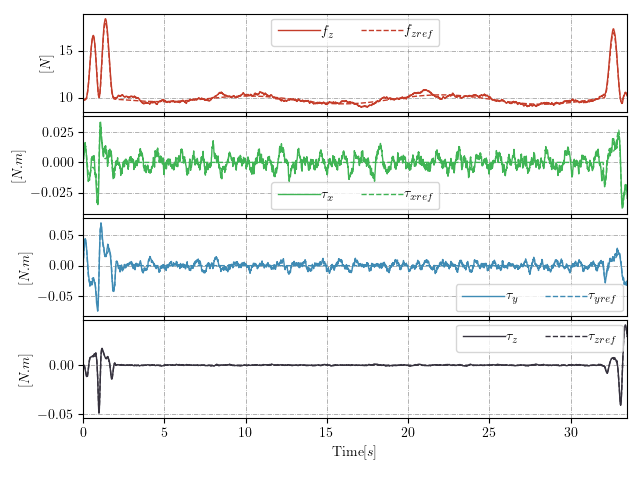 [N]
15
10
f_z f_zref
[N.m]
0.025
0.000
−0.025
τ_x τ_xref
[N.m]
0.05
0.00
−0.05
τ_y τ_yref
[N.m]
0.00
−0.05
τ_z τ_zref
0 5 10 15 20 25 30
Time[s]